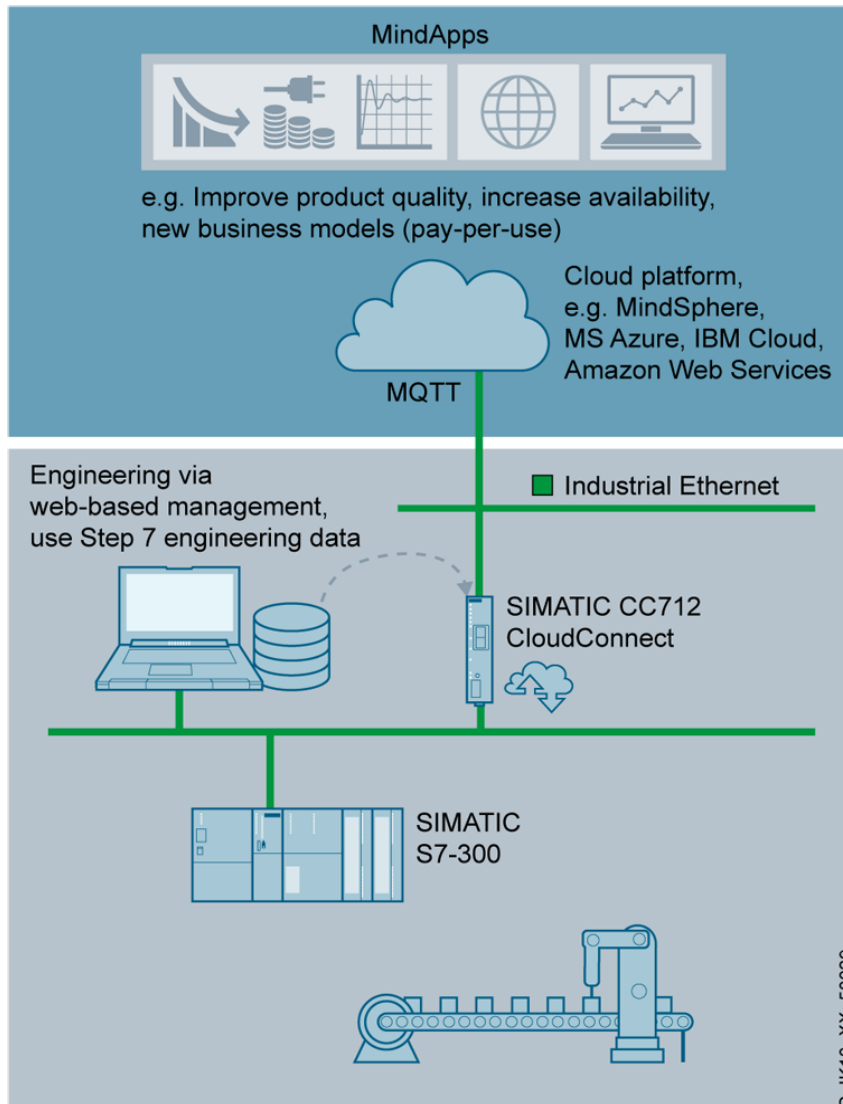 MindApps
e.g. Improve product quality, increase availability,
new business models (pay-per-use)
Cloud platform,
e.g. MindSphere,
MS Azure, IBM Cloud,
Amazon Web Services
MQTT
Engineering via
web-based management,
use Step 7 engineering data
Industrial Ethernet
SIMATIC CC712
CloudConnect
SIMATIC
S7-300